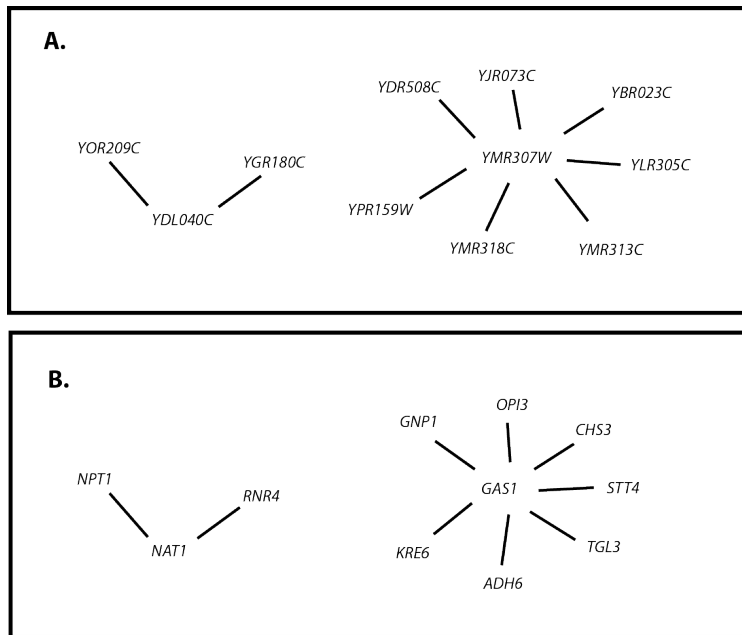 A.
YJR073C
YDR508C
YBR023C
YOR209C
YGR180C
YMR307W
YLR305C
YDL040C
YPR159W
YMR318C
YMR313C
B.
OPI3
GNP1
CHS3
NPT1
RNR4
GAS1
STT4
NAT1
KRE6
TGL3
ADH6